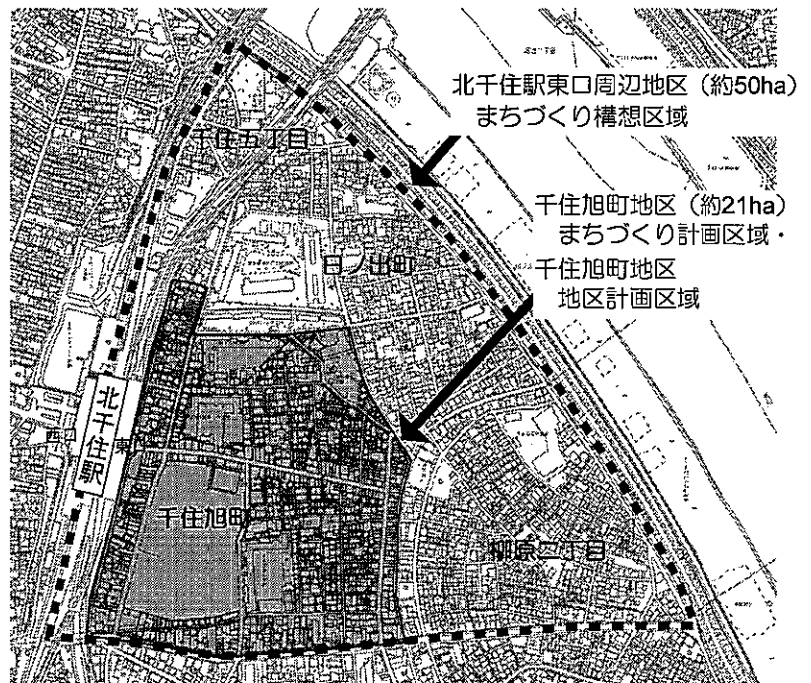 北千住駅東口周辺地区（約50ha）
まちづくり構想区域
千住五丁目
千住旭町地区（約21ha）
まちづくり計画区域・
千住旭町地区
地区計画区域
日ノ出町
北千住駅
東
千住旭町
柳原二丁目